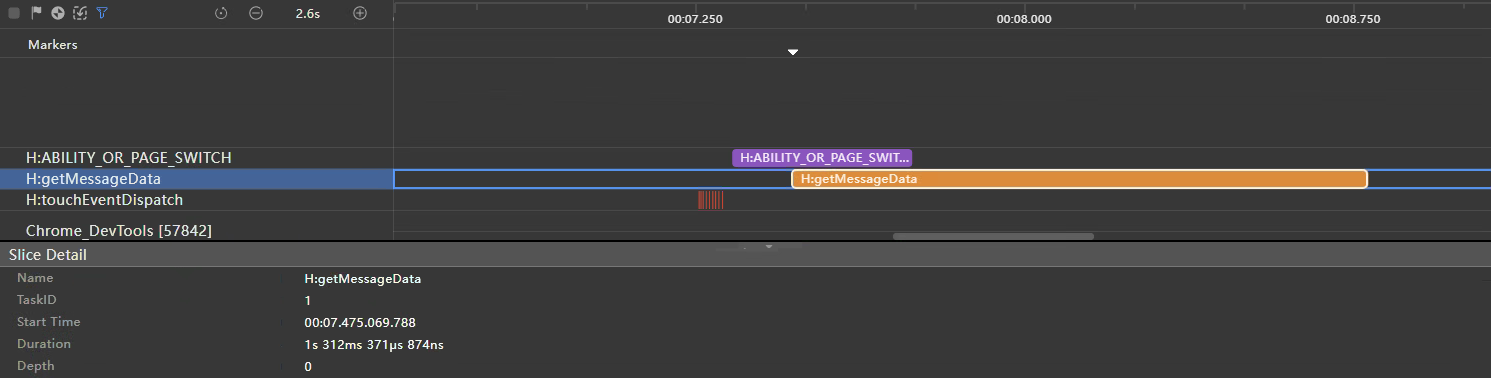 2.6s 00:07.250 00:08.000 00:08.750
Markers
H:ABILITY_OR_PAGE_SWITCH H:ABILITY_OR_PAGE_SWIT...
H:getMessageData H:getMessageData
H:touchEventDispatch
Chrome_DevTools [57842]
Slice Detail
Name H:getMessageData
TaskID 1
Start Time 00:07.475.069.788
Duration 1s 312ms 371μs 874ns
Depth 0